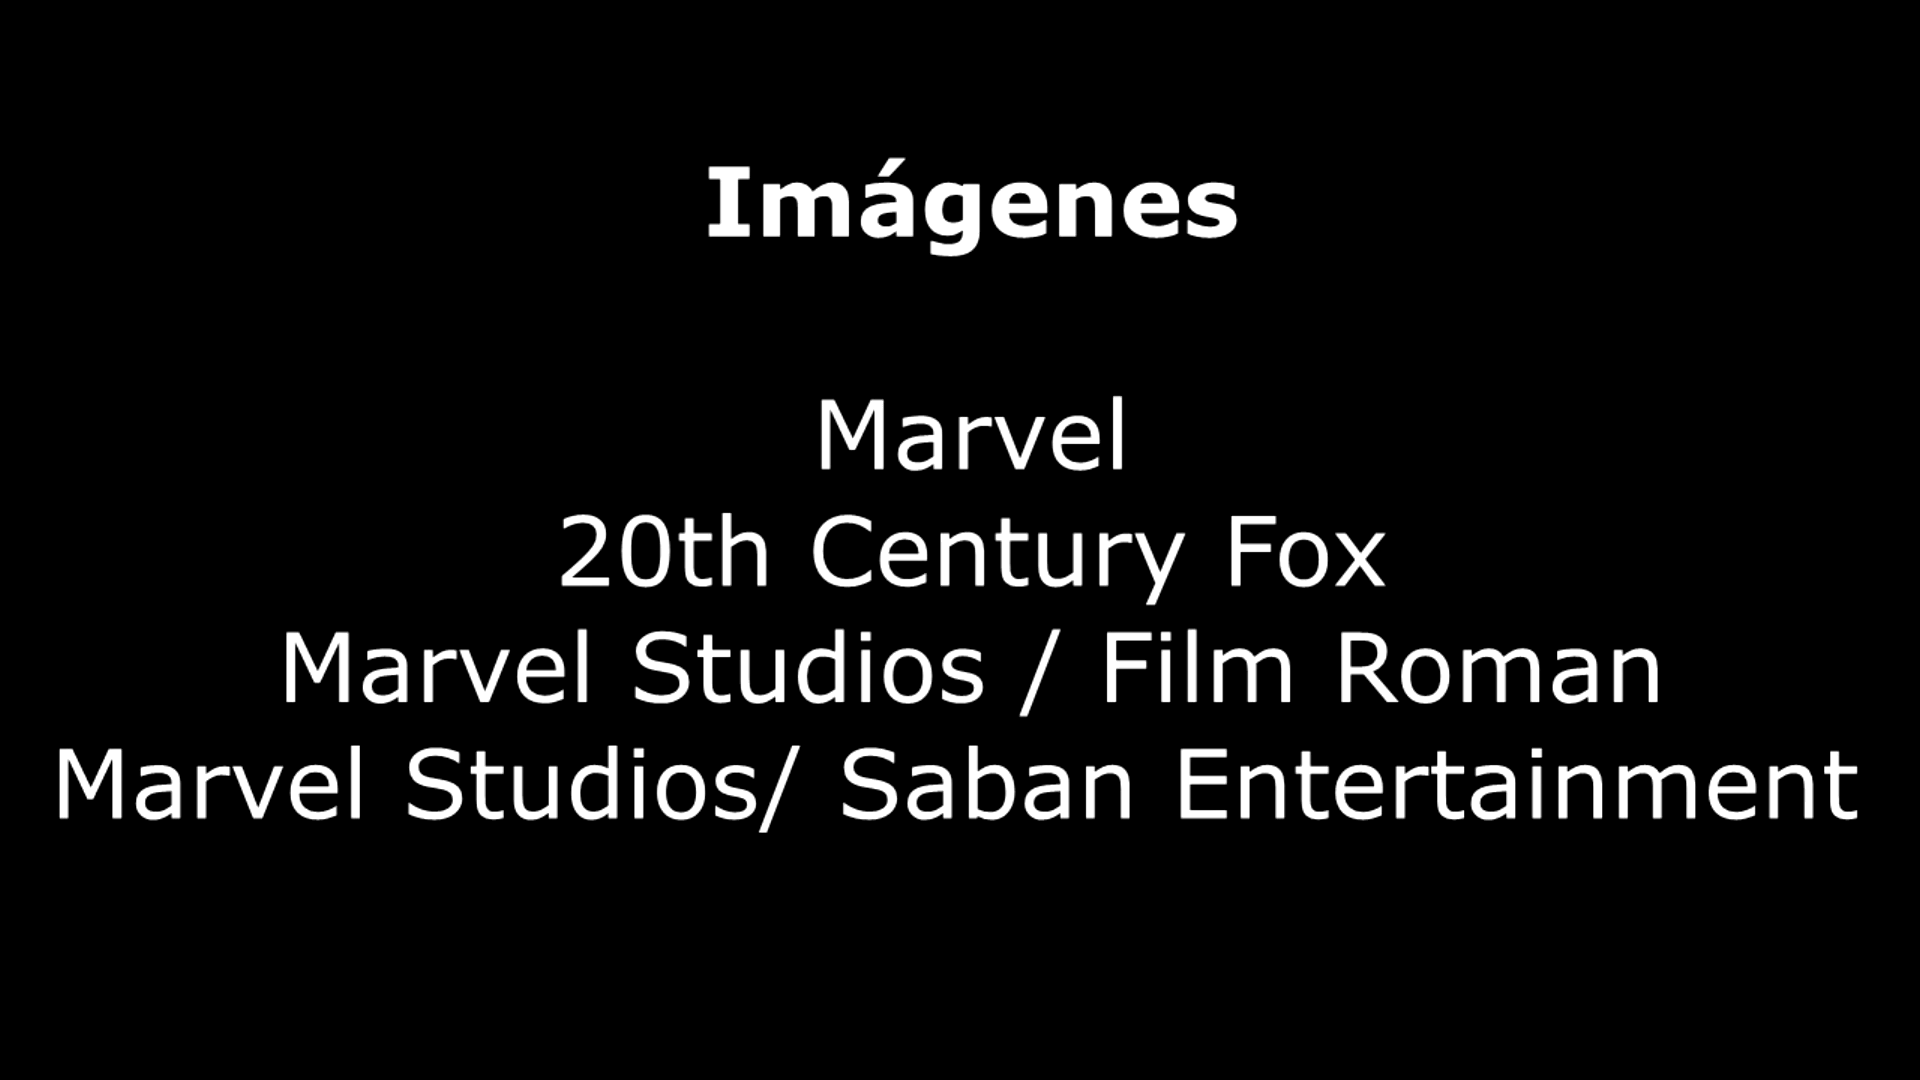 Imágenes
Marvel
20th Century Fox
Marvel Studios / Film Roman
Marvel Studios/ Saban Entertainment